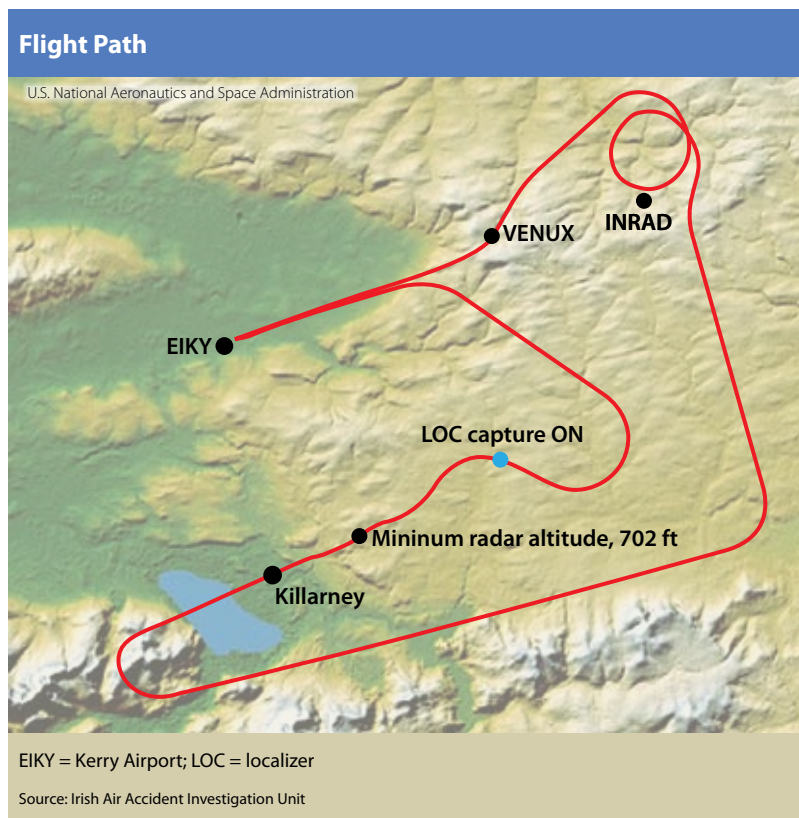 Flight Path
U.S. National Aeronautics and Space Administration
INRAD
VENUX
EIKY
LOC capture ON
Mininum radar altitude, 702 ft
Killarney
EIKY = Kerry Airport; LOC = localizer
Source: Irish Air Accident Investigation Unit